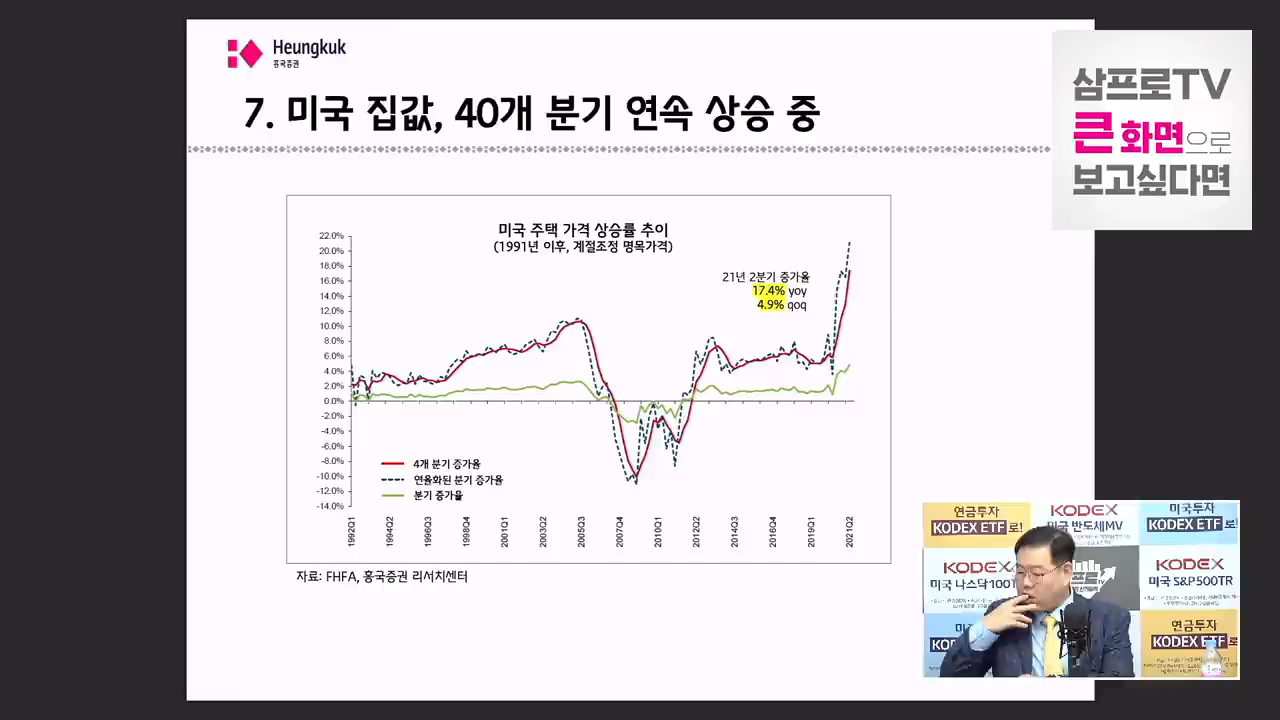 Heungkuk
흥국증권
7. 미국 집값, 40개 분기 연속 상승 중
삼프로TV
큰 화면으로
보고싶다면
미국 주택 가격 상승률 추이
(1991년 이후, 계절조정 명목가격)
22.0%
20.0%
18.0%
16.0%
14.0%
12.0%
10.0%
8.0%
6.0%
4.0%
2.0%
0.0%
-2.0%
-4.0%
-6.0%
-8.0%
-10.0%
-12.0%
-14.0%
21년 2분기 증가율
17.4% yoy
4.9% qoq
4개 분기 증가율
연율화된 분기 증가율
분기 증가율
1992Q1
1994Q2
1996Q3
1998Q4
2001Q1
2003Q2
2005Q3
2007Q4
2010Q1
2012Q2
2014Q3
2016Q4
2019Q1
2021Q2
자료: FHFA, 흥국증권 리서치센터
연금투자
KODEX ETF로!
KODEX
미국 반도체MV
미국투자
KODEX ETF로!
KODEX
미국 나스닥100T
KODEX
미국 S&P500TR
연금투자
KODEX ETF로